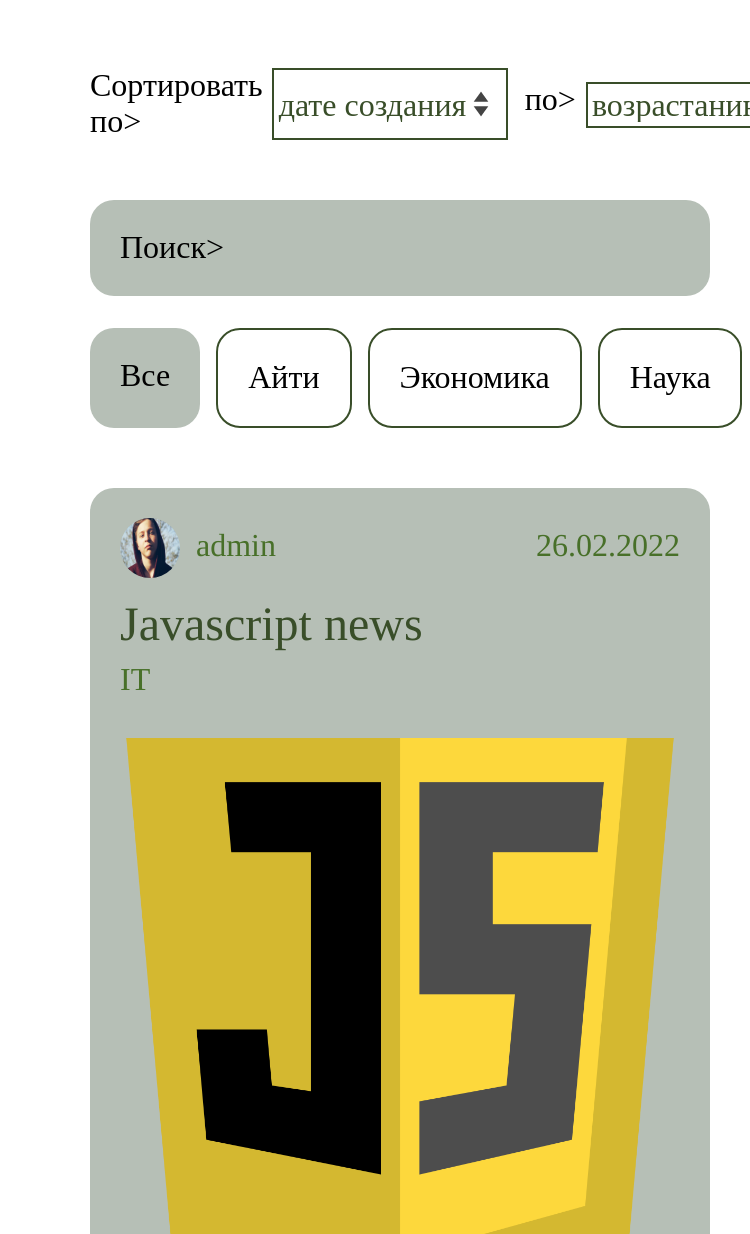 Сортировать
по>
дате создания
по>
возрастани
Поиск>
Все
Айти
Экономика
Наука
admin
26.02.2022
Javascript news
IT
JS